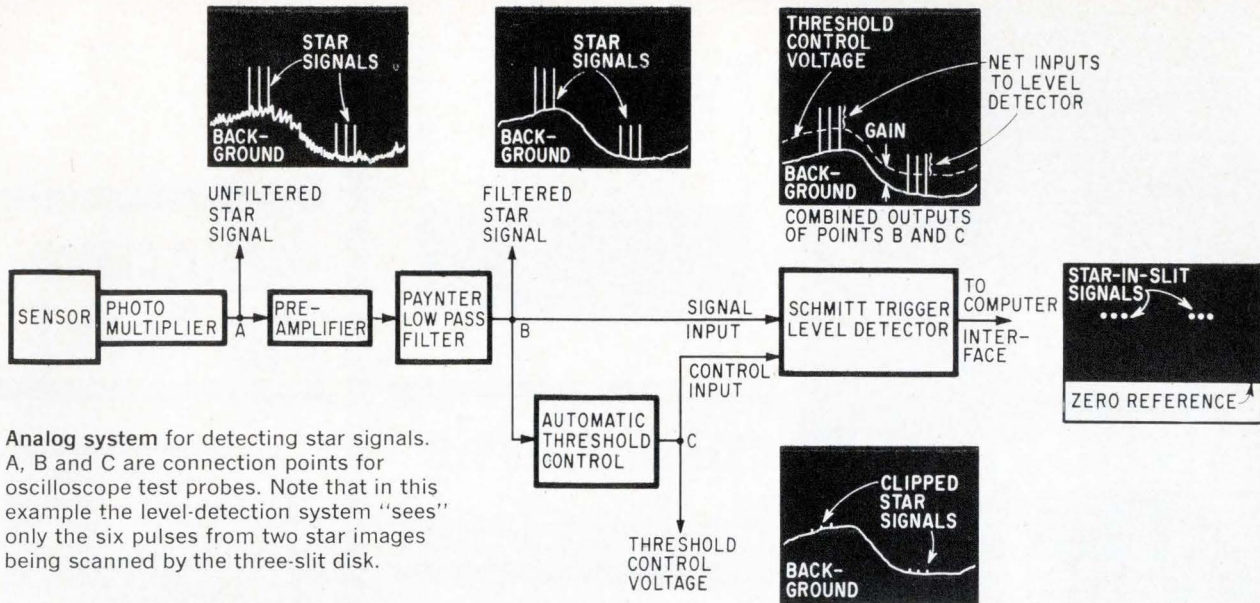 STAR
SIGNALS
BACK-
GROUND
STAR
SIGNALS
BACK-
GROUND
THRESHOLD
CONTROL
VOLTAGE
GAIN
BACK-
GROUND
NET INPUTS
TO LEVEL
DETECTOR
COMBINED OUTPUTS
OF POINTS B AND C
UNFILTERED
STAR
SIGNAL
FILTERED
STAR
SIGNAL
SENSOR
PHOTO
MULTIPLIER
A
PRE-
AMPLIFIER
PAYNTER
LOW PASS
FILTER
B
SIGNAL
INPUT
CONTROL
INPUT
SCHMITT TRIGGER
LEVEL DETECTOR
TO
COMPUTER
INTER-
FACE
STAR-IN-SLIT
SIGNALS
ZERO REFERENCE
AUTOMATIC
THRESHOLD
CONTROL
C
THRESHOLD
CONTROL
VOLTAGE
CLIPPED
STAR
SIGNALS
BACK-
GROUND
Analog system for detecting star signals.
A, B and C are connection points for
oscilloscope test probes. Note that in this
example the level-detection system "sees"
only the six pulses from two star images
being scanned by the three-slit disk.